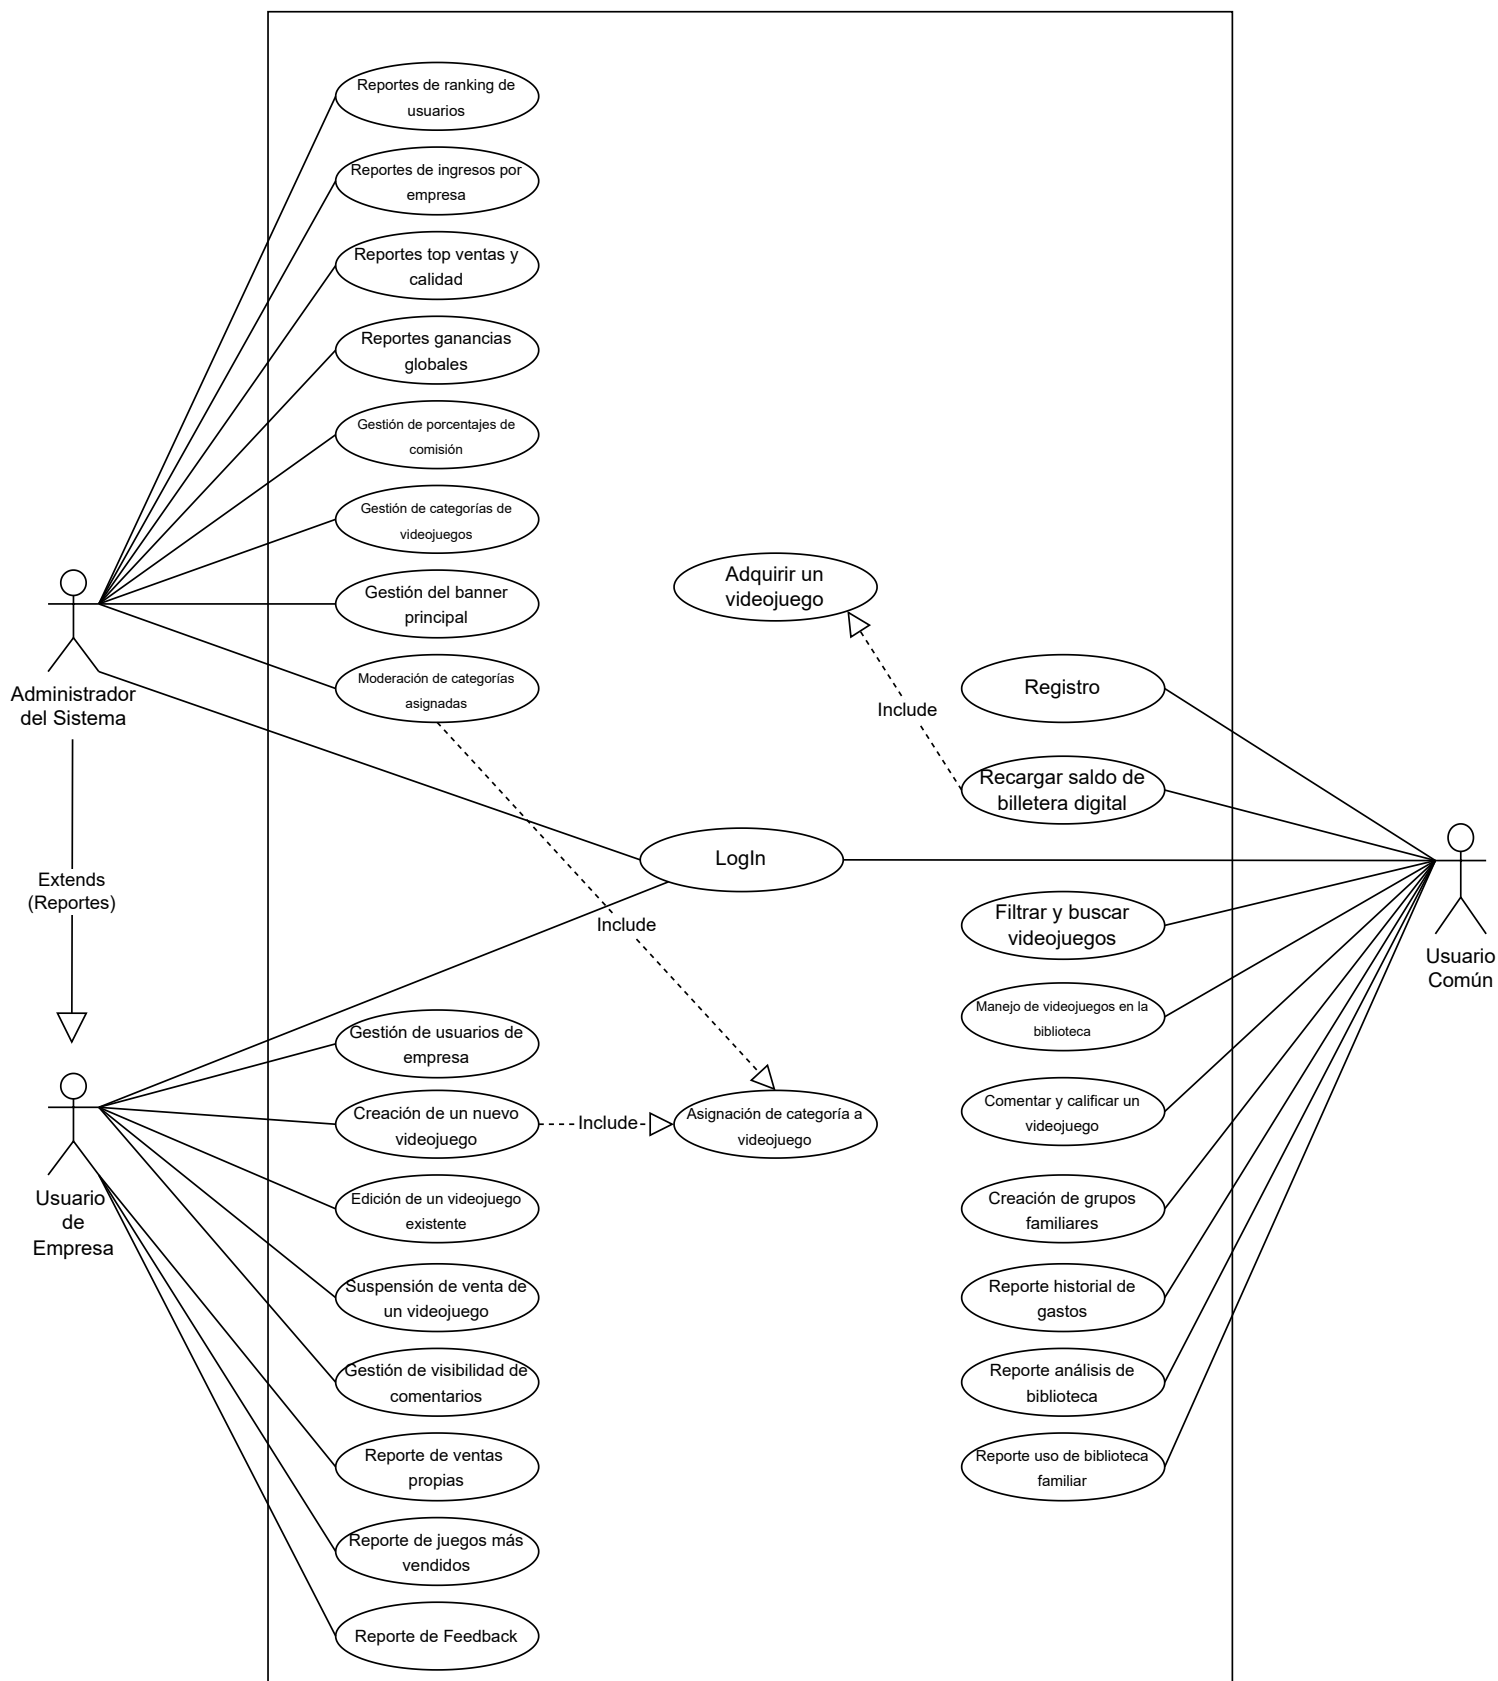 Reportes de ranking de
usuarios
Reportes de ingresos por
empresa
Reportes top ventas y
calidad
Reportes ganancias
globales
Gestión de porcentajes de
comisión
Gestión de categorías de
videojuegos
Gestión del banner
principal
Moderación de categorías
asignadas
Administrador
del Sistema
Extends
(Reportes)
Adquirir un
videojuego
Include
Registro
Recargar saldo de
billetera digital
LogIn
Include
Filtrar y buscar
videojuegos
Usuario
Común
Manejo de videojuegos en la
biblioteca
Gestión de usuarios de
empresa
Creación de un nuevo
videojuego
Include
Asignación de categoría a
videojuego
Comentar y calificar un
videojuego
Usuario
de
Empresa
Edición de un videojuego
existente
Creación de grupos
familiares
Suspensión de venta de
un videojuego
Reporte historial de
gastos
Gestión de visibilidad de
comentarios
Reporte análisis de
biblioteca
Reporte de ventas
propias
Reporte uso de biblioteca
familiar
Reporte de juegos más
vendidos
Reporte de Feedback